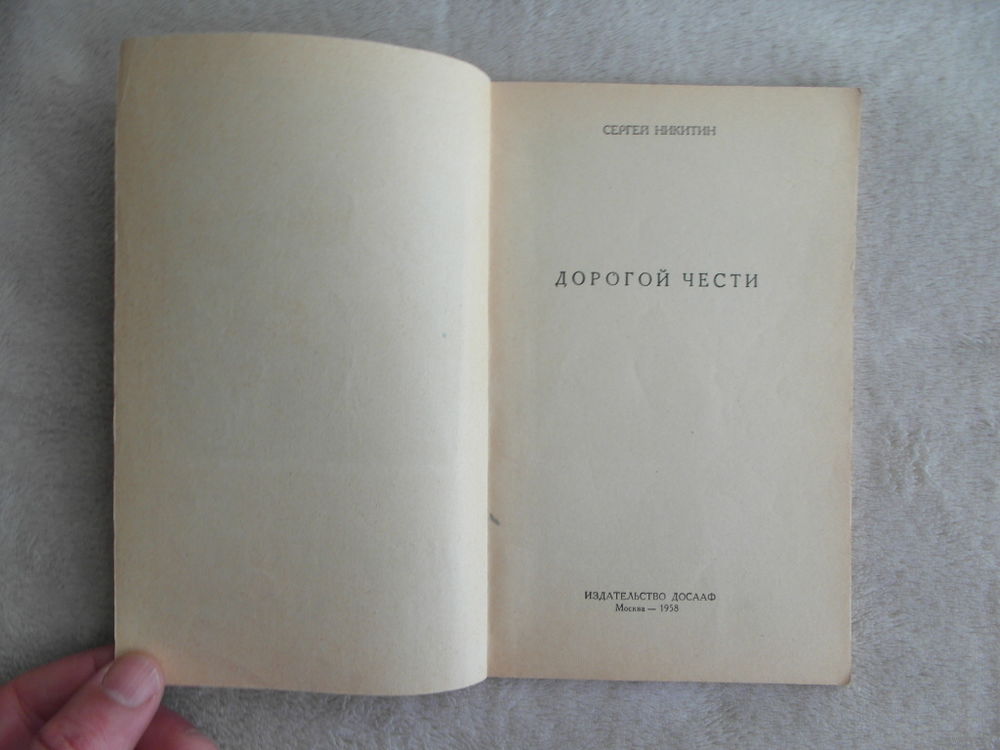 СЕРГЕЙ НИКИТИН
ДОРОГОЙ ЧЕСТИ
ИЗДАТЕЛЬСТВО ДОСААФ
Москва — 1958